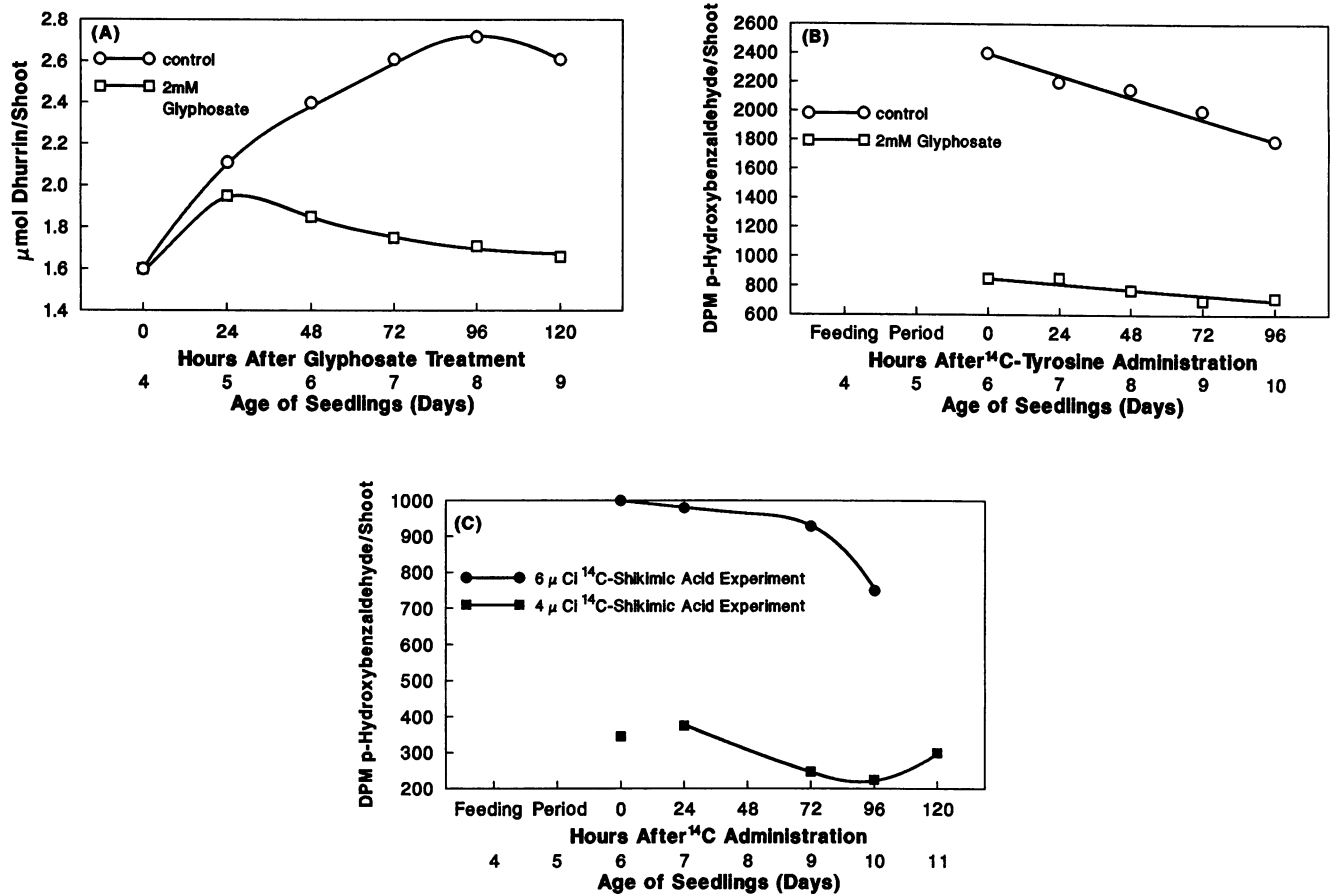 (A)
control
2mM
Glyphosate
μmol Dhurrin/Shoot
2.8
2.6
2.4
2.2
2.0
1.8
1.6
1.4
0 24 48 72 96 120
Hours After Glyphosate Treatment
4 5 6 7 8 9
Age of Seedlings (Days)
(B)
control
2mM Glyphosate
DPM p-Hydroxybenzaldehyde/Shoot
2600
2400
2200
2000
1800
1600
1400
1200
1000
800
600
Feeding Period 0 24 48 72 96
Hours After ¹⁴C-Tyrosine Administration
4 5 6 7 8 9 10
Age of Seedlings (Days)
(C)
6 μ Ci ¹⁴C-Shikimic Acid Experiment
4 μ Ci ¹⁴C-Shikimic Acid Experiment
DPM p-Hydroxybenzaldehyde/Shoot
1000
900
800
700
600
500
400
300
200
Feeding Period 0 24 48 72 96 120
Hours After ¹⁴C Administration
4 5 6 7 8 9 10 11
Age of Seedlings (Days)